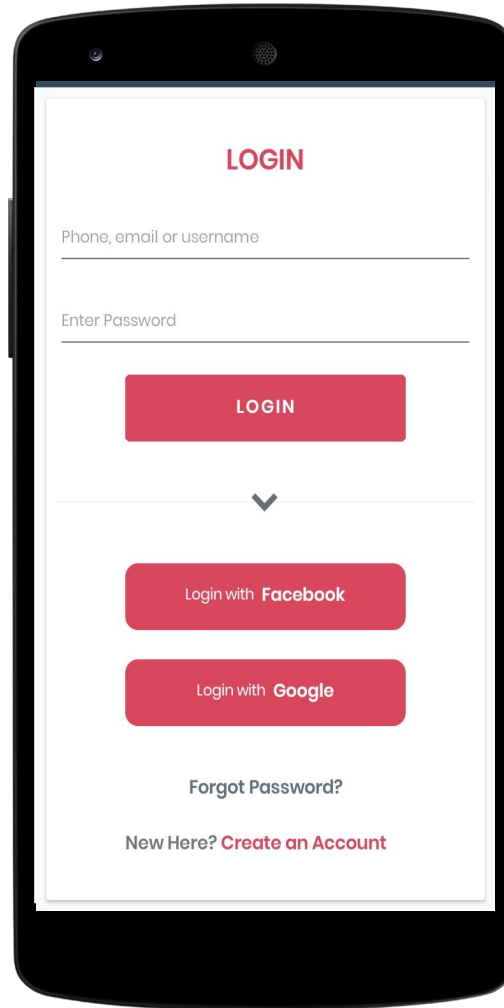 LOGIN
Phone, email or username
Enter Password
LOGIN
Login with Facebook
Login with Google
Forgot Password?
New Here? Create an Account